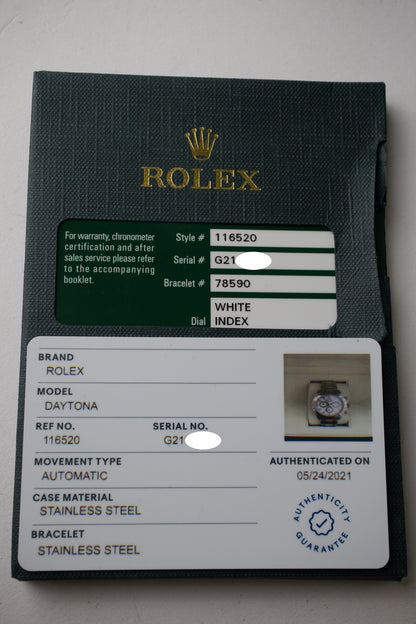 ROLEX
For warranty, chronometer
certification and after
sales service please refer
to the accompanying
booklet.
Style # 116520
Serial # G21
Bracelet # 78590
WHITE
Dial INDEX
BRAND
ROLEX
MODEL
DAYTONA
REF NO. SERIAL NO.
116520 G21
MOVEMENT TYPE
AUTOMATIC
CASE MATERIAL
STAINLESS STEEL
BRACELET
STAINLESS STEEL
AUTHENTICATED ON
05/24/2021
AUTHENTICITY
GUARANTEE